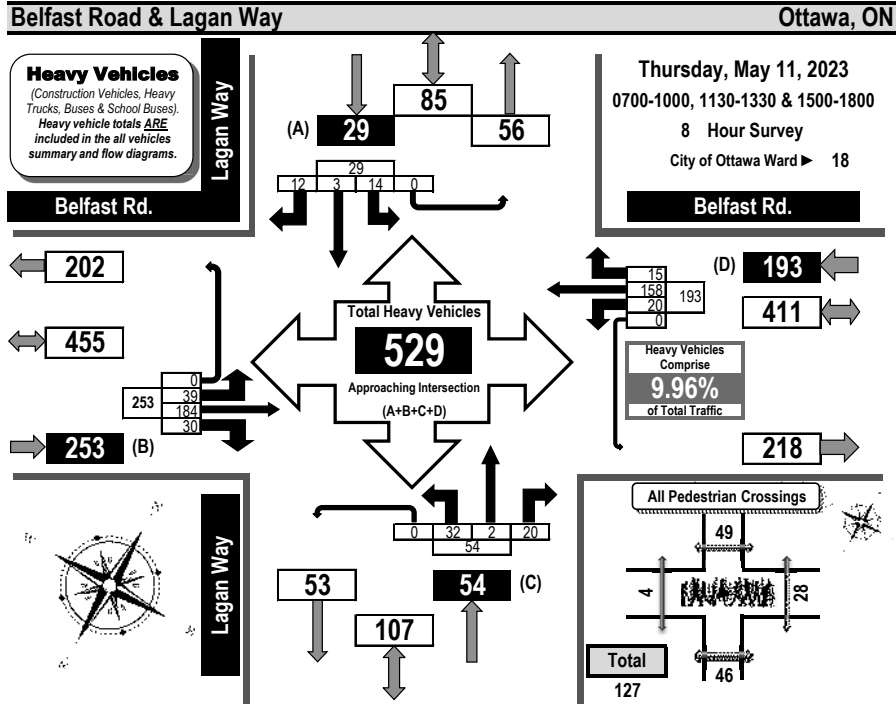 Belfast Road & Lagan Way
Ottawa, ON
Heavy Vehicles
(Construction Vehicles, Heavy
Trucks, Buses & School Buses).
Heavy vehicle totals ARE
included in the all vehicles
summary and flow diagrams.
Lagan Way
Belfast Rd.
85
(A) 29
56
29
12 3 14 0
Thursday, May 11, 2023
0700-1000, 1130-1330 & 1500-1800
8 Hour Survey
City of Ottawa Ward ► 18
Belfast Rd.
202
455
0
39
184
30
253
253 (B)
Total Heavy Vehicles
529
Approaching Intersection
(A+B+C+D)
15
158
20
0
193
(D) 193
411
Heavy Vehicles
Comprise
9.96%
of Total Traffic
218
Lagan Way
0 32 2 20
54
53
54 (C)
107
All Pedestrian Crossings
49
4
28
46
Total
127